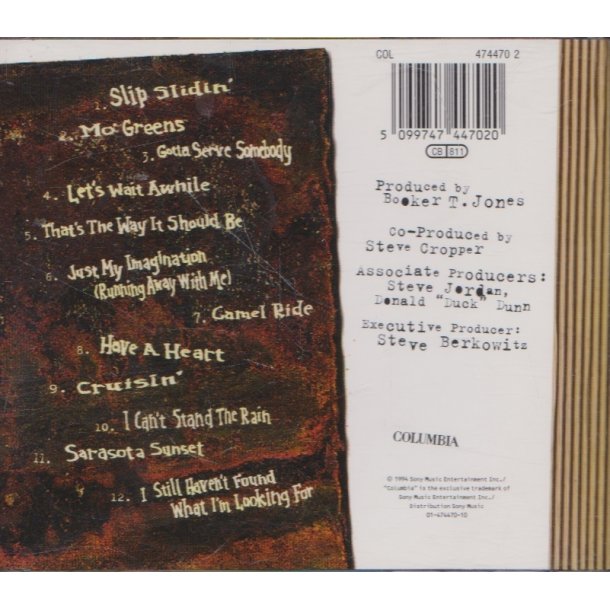 1. Slip Slidin'
2. Mo' Greens
3. Gotta Serve Somebody
4. Let's Wait Awhile
5. That's The Way It Should Be
6. Just My Imagination
(Running Away With Me)
7. Camel Ride
8. Have A Heart
9. Cruisin'
10. I Can't Stand The Rain
11. Sarasota Sunset
12. I Still Haven't Found
What I'm Looking For
COL 474470 2
5 099747 447020
CB 811
Produced by
Booker T. Jones
Co-Produced by
Steve Cropper
Associate Producers:
Steve Jordan,
Donald "Duck" Dunn
Executive Producer:
Steve Berkowitz
COLUMBIA
© 1994 Sony Music Entertainment Inc./
"Columbia" is the exclusive trademark of
Sony Music Entertainment Inc./
Distribution Sony Music
01-474470-10